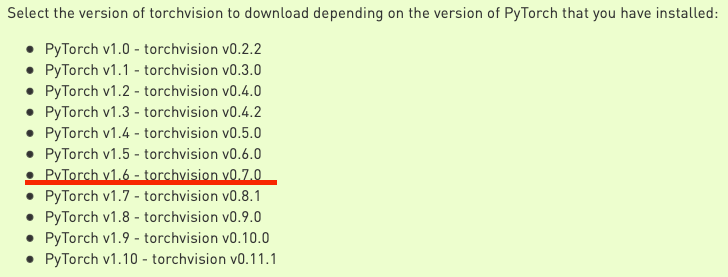 Select the version of torchvision to download depending on the version of PyTorch that you have installed:
● PyTorch v1.0 - torchvision v0.2.2
● PyTorch v1.1 - torchvision v0.3.0
● PyTorch v1.2 - torchvision v0.4.0
● PyTorch v1.3 - torchvision v0.4.2
● PyTorch v1.4 - torchvision v0.5.0
● PyTorch v1.5 - torchvision v0.6.0
● PyTorch v1.6 - torchvision v0.7.0
● PyTorch v1.7 - torchvision v0.8.1
● PyTorch v1.8 - torchvision v0.9.0
● PyTorch v1.9 - torchvision v0.10.0
● PyTorch v1.10 - torchvision v0.11.1